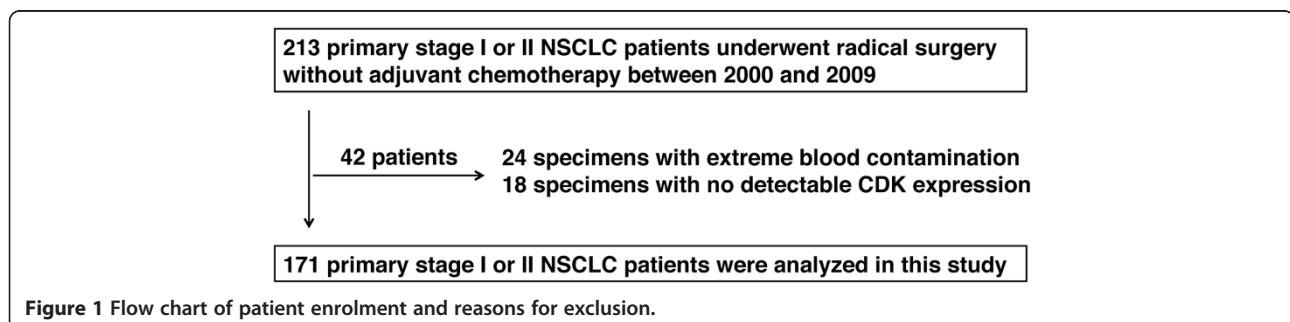 213 primary stage I or II NSCLC patients underwent radical surgery
without adjuvant chemotherapy between 2000 and 2009
42 patients
24 specimens with extreme blood contamination
18 specimens with no detectable CDK expression
171 primary stage I or II NSCLC patients were analyzed in this study
Figure 1 Flow chart of patient enrolment and reasons for exclusion.